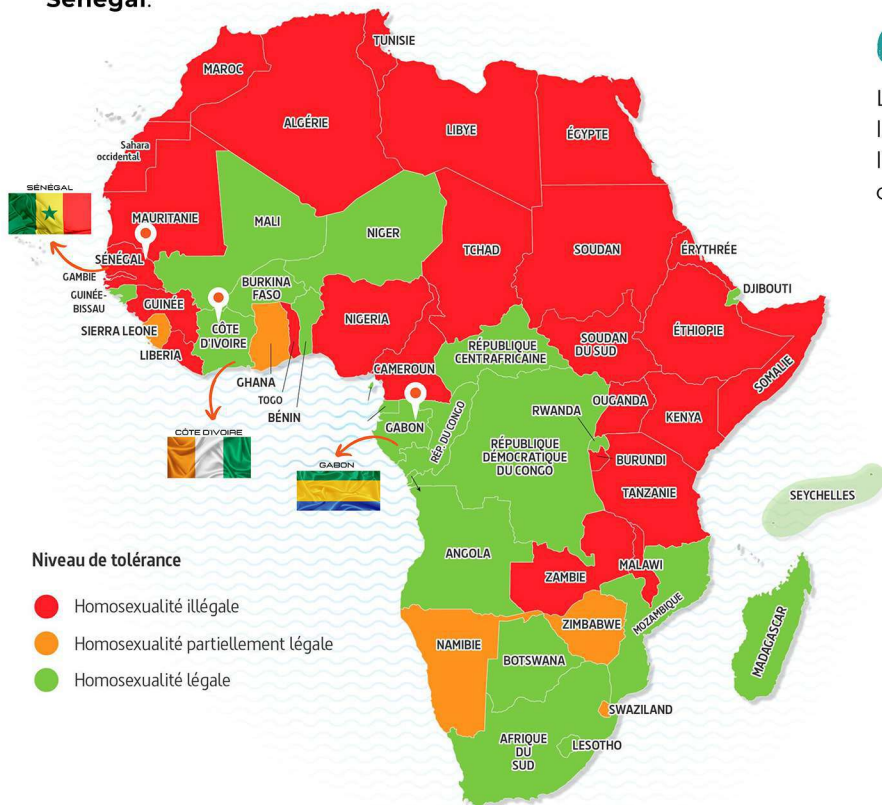 Sénégal.
TUNISIE
MAROC
ALGÉRIE
LIBYE
ÉGYPTE
Sahara
occidental
SÉNÉGAL
MAURITANIE
MALI
NIGER
TCHAD
SOUDAN
ÉRYTHRÉE
SÉNÉGAL
GAMBIE
GUINÉE-
BISSAU
GUINÉE
BURKINA
FASO
DJIBOUTI
SIERRA LEONE
CÔTE
D'IVOIRE
NIGERIA
SOUDAN
DU SUD
ÉTHIOPIE
LIBERIA
RÉPUBLIQUE
CENTRAFRICAINE
CAMEROUN
SOMALIE
GHANA
TOGO
BÉNIN
OUGANDA
KENYA
RWANDA
GABON
RÉP. DU CONGO
CÔTE D'IVOIRE
RÉPUBLIQUE
DÉMOCRATIQUE
DU CONGO
BURUNDI
GABON
TANZANIE
SEYCHELLES
ANGOLA
MALAWI
ZAMBIE
Niveau de tolérance
Homosexualité illégale
Homosexualité partiellement légale
Homosexualité légale
MOZAMBIQUE
ZIMBABWE
NAMIBIE
BOTSWANA
MADAGASCAR
SWAZILAND
AFRIQUE
DU
SUD
LESOTHO